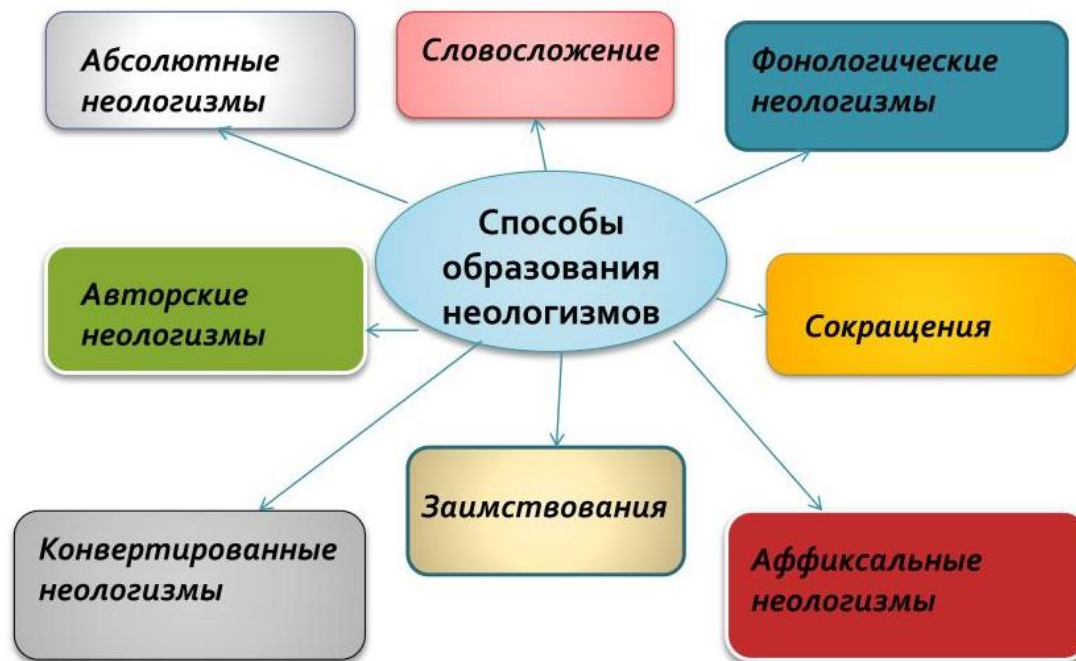 Абсолютные
неологизмы
Словосложение
Фонологические
неологизмы
Способы
образования
неологизмов
Авторские
неологизмы
Сокращения
Конвертированные
неологизмы
Заимствования
Аффиксальные
неологизмы